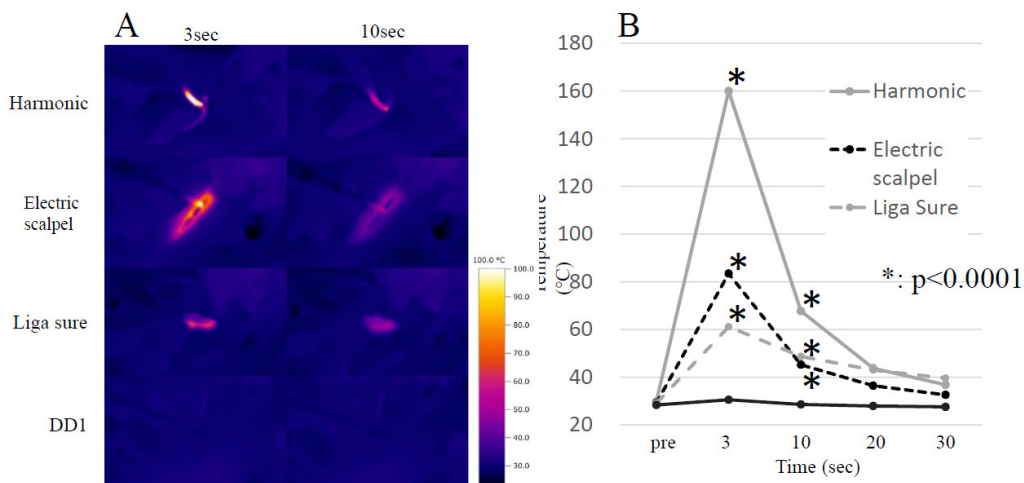 A
3sec
10sec
Harmonic
Electric
scalpel
Liga sure
DD1
100.0 °C
100.0
90.0
80.0
70.0
60.0
50.0
40.0
30.0
B
180
160
140
120
100
80
60
40
20
(°C)
Harmonic
Electric
scalpel
Liga Sure
*: p<0.0001
*
*
*
*
*
*
pre
3
10
20
30
Time (sec)